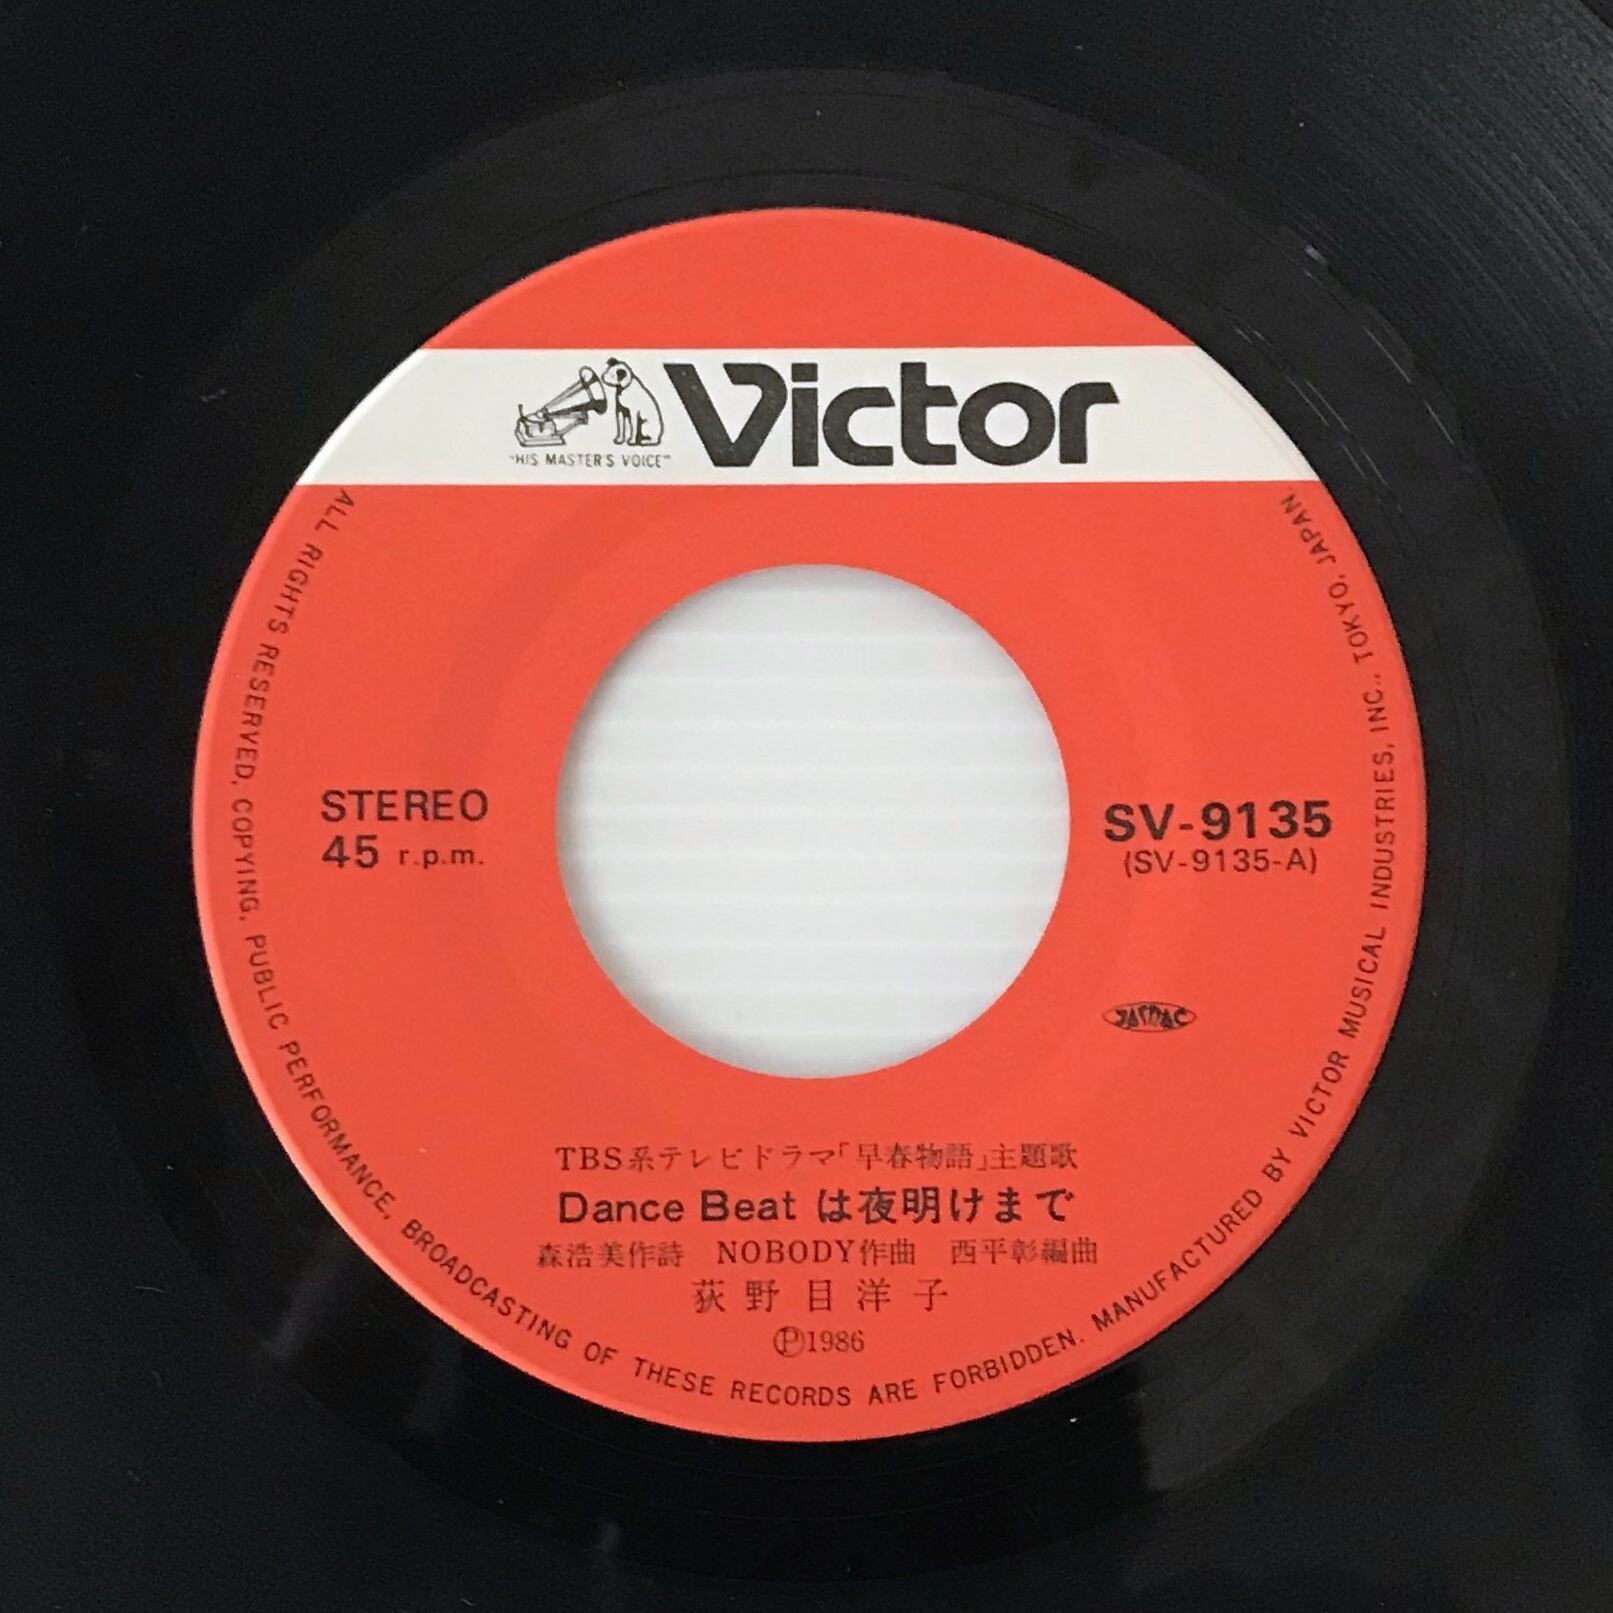 Victor
"HIS MASTER'S VOICE"
STEREO
45 r.p.m.
SV-9135
(SV-9135-A)
JASRAC
TBS系テレビドラマ「早春物語」主題歌
Dance Beat は夜明けまで
森浩美作詩 NOBODY作曲 西平彰編曲
荻野目洋子
Ⓟ1986
ALL RIGHTS RESERVED, COPYING, PUBLIC PERFORMANCE, BROADCASTING OF THESE RECORDS ARE FORBIDDEN. MANUFACTURED BY VICTOR MUSICAL INDUSTRIES, INC., TOKYO, JAPAN.